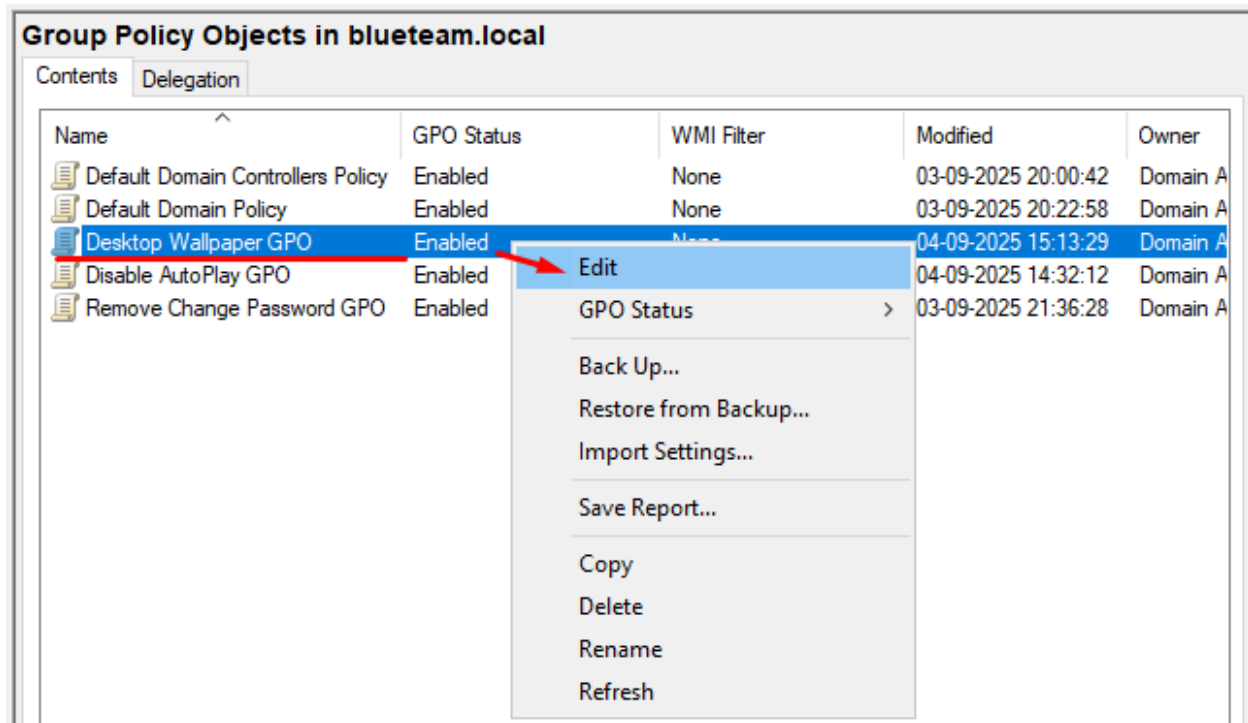 Group Policy Objects in blueteam.local
Contents Delegation
Name GPO Status WMI Filter Modified Owner
Default Domain Controllers Policy Enabled None 03-09-2025 20:00:42 Domain A
Default Domain Policy Enabled None 03-09-2025 20:22:58 Domain A
Desktop Wallpaper GPO Enabled None 04-09-2025 15:13:29 Domain A
Disable AutoPlay GPO Enabled 04-09-2025 14:32:12 Domain A
Remove Change Password GPO Enabled 03-09-2025 21:36:28 Domain A
Edit
GPO Status
Back Up...
Restore from Backup...
Import Settings...
Save Report...
Copy
Delete
Rename
Refresh